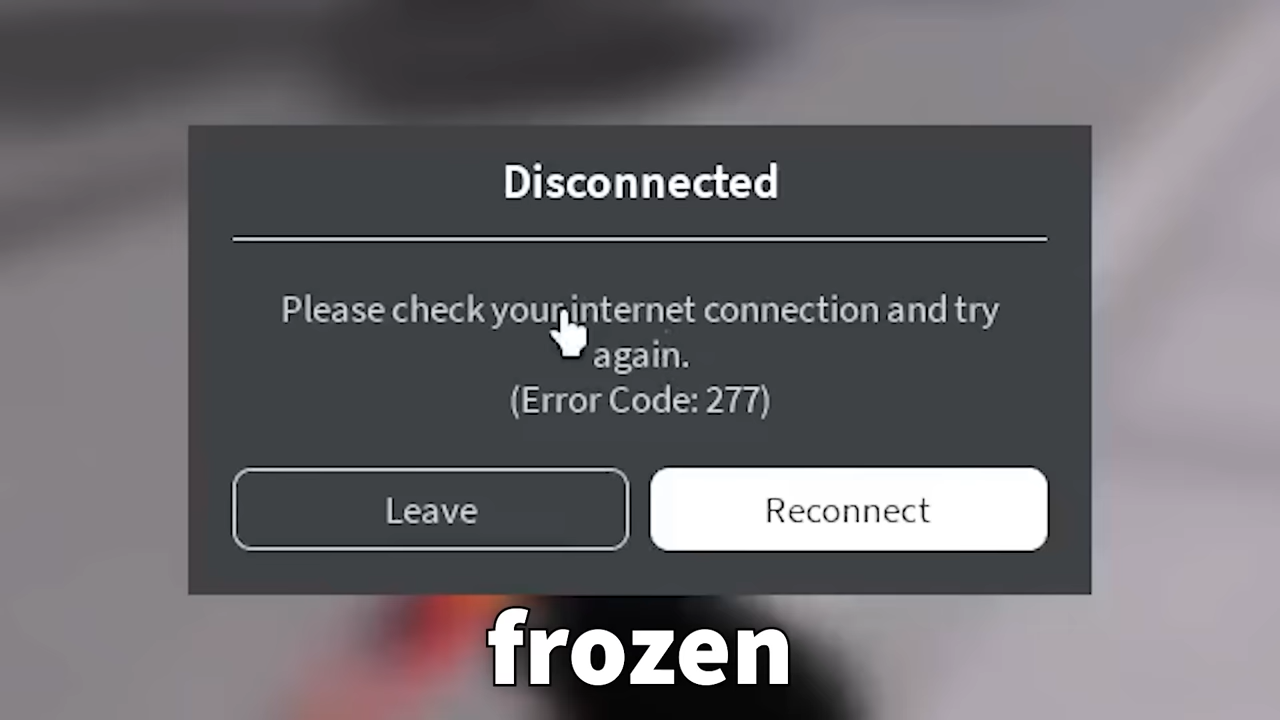 Disconnected
Please check your internet connection and try
again.
(Error Code: 277)
Leave
Reconnect
frozen